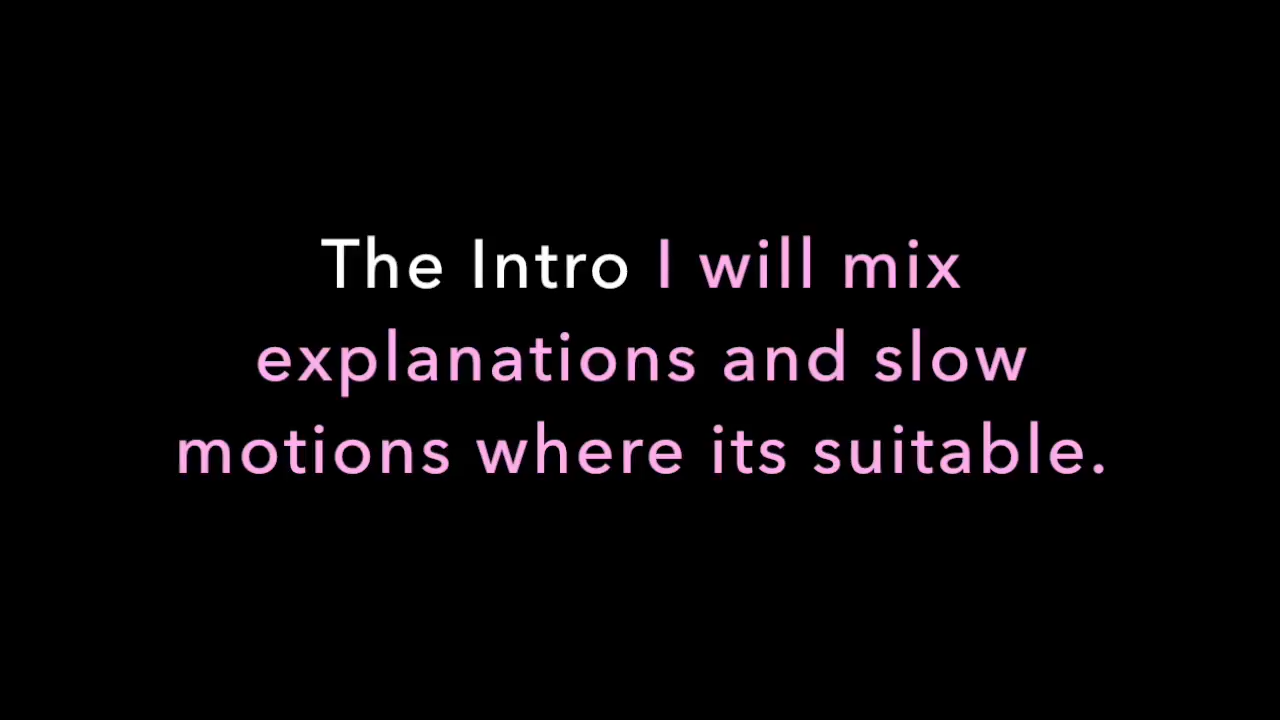 The Intro I will mix
explanations and slow
motions where its suitable.